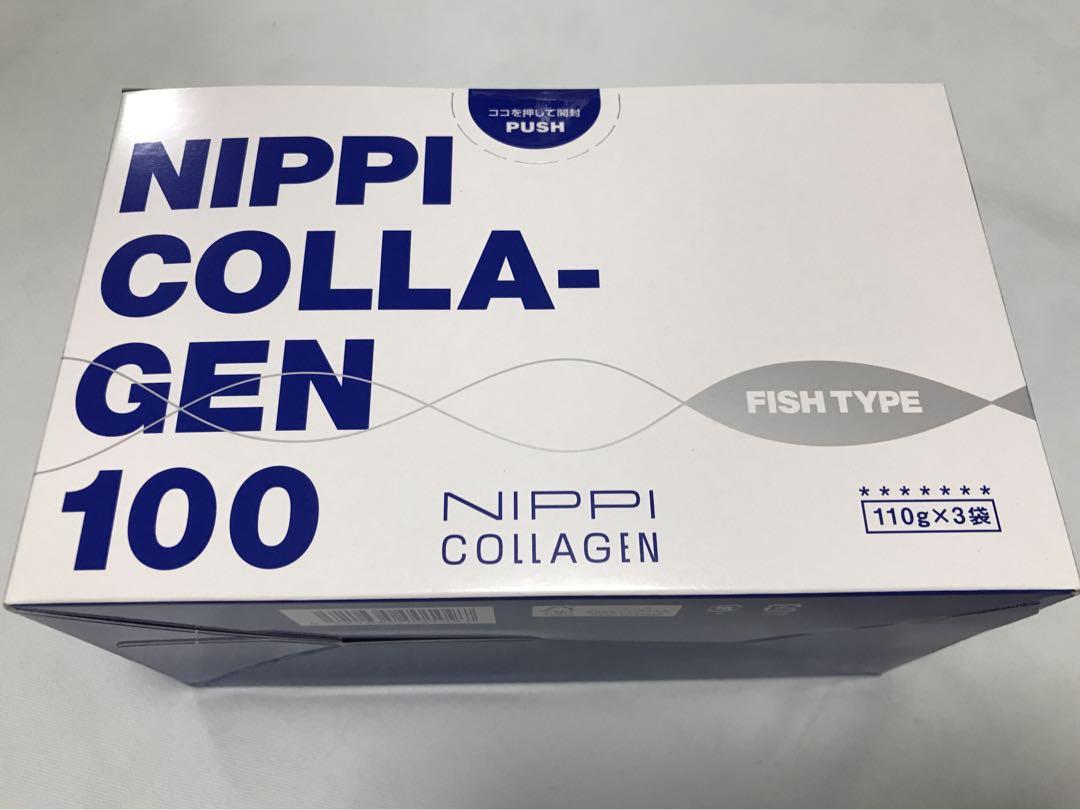 ココを押して開封
PUSH
NIPPI
COLLA-
GEN
100
FISH TYPE
NIPPI
COLLAGEN
*******
110g×3袋